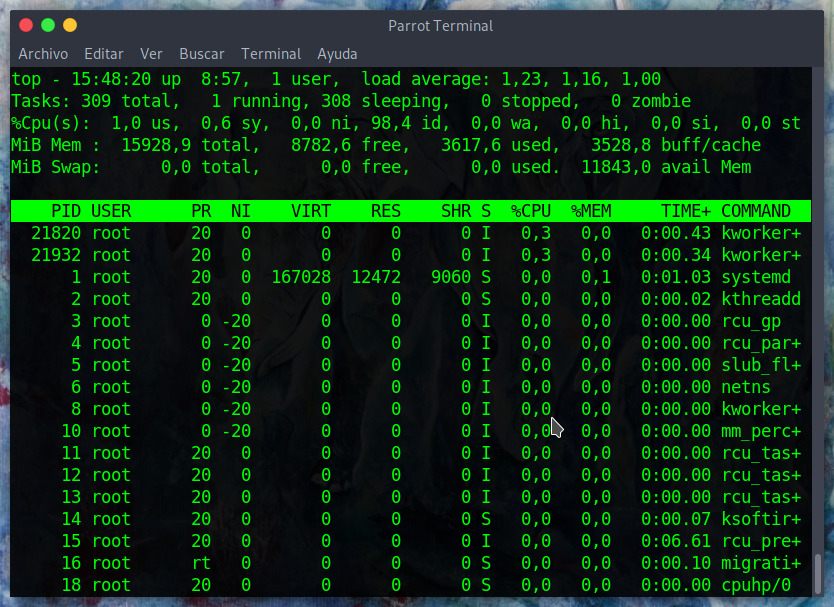 Parrot Terminal
Archivo Editar Ver Buscar Terminal Ayuda
top - 15:48:20 up  8:57,  1 user,  load average: 1,23, 1,16, 1,00
Tasks: 309 total,   1 running, 308 sleeping,   0 stopped,   0 zombie
%Cpu(s):  1,0 us,  0,6 sy,  0,0 ni, 98,4 id,  0,0 wa,  0,0 hi,  0,0 si,  0,0 st
MiB Mem :  15928,9 total,   8782,6 free,   3617,6 used,   3528,8 buff/cache
MiB Swap:      0,0 total,      0,0 free,      0,0 used.  11843,0 avail Mem
PID USER      PR  NI    VIRT    RES    SHR S  %CPU  %MEM     TIME+ COMMAND
21820 root      20   0       0      0      0 I   0,3   0,0   0:00.43 kworker+
21932 root      20   0       0      0      0 I   0,3   0,0   0:00.34 kworker+
1 root      20   0  167028  12472   9060 S   0,0   0,1   0:01.03 systemd
2 root      20   0       0      0      0 S   0,0   0,0   0:00.02 kthreadd
3 root       0 -20       0      0      0 I   0,0   0,0   0:00.00 rcu_gp
4 root       0 -20       0      0      0 I   0,0   0,0   0:00.00 rcu_par+
5 root       0 -20       0      0      0 I   0,0   0,0   0:00.00 slub_fl+
6 root       0 -20       0      0      0 I   0,0   0,0   0:00.00 netns
8 root       0 -20       0      0      0 I   0,0   0,0   0:00.00 kworker+
10 root       0 -20       0      0      0 I   0,0   0,0   0:00.00 mm_perc+
11 root      20   0       0      0      0 I   0,0   0,0   0:00.00 rcu_tas+
12 root      20   0       0      0      0 I   0,0   0,0   0:00.00 rcu_tas+
13 root      20   0       0      0      0 I   0,0   0,0   0:00.00 rcu_tas+
14 root      20   0       0      0      0 S   0,0   0,0   0:00.07 ksoftir+
15 root      20   0       0      0      0 I   0,0   0,0   0:06.61 rcu_pre+
16 root      rt   0       0      0      0 S   0,0   0,0   0:00.10 migrati+
18 root      20   0       0      0      0 S   0,0   0,0   0:00.00 cpuhp/0